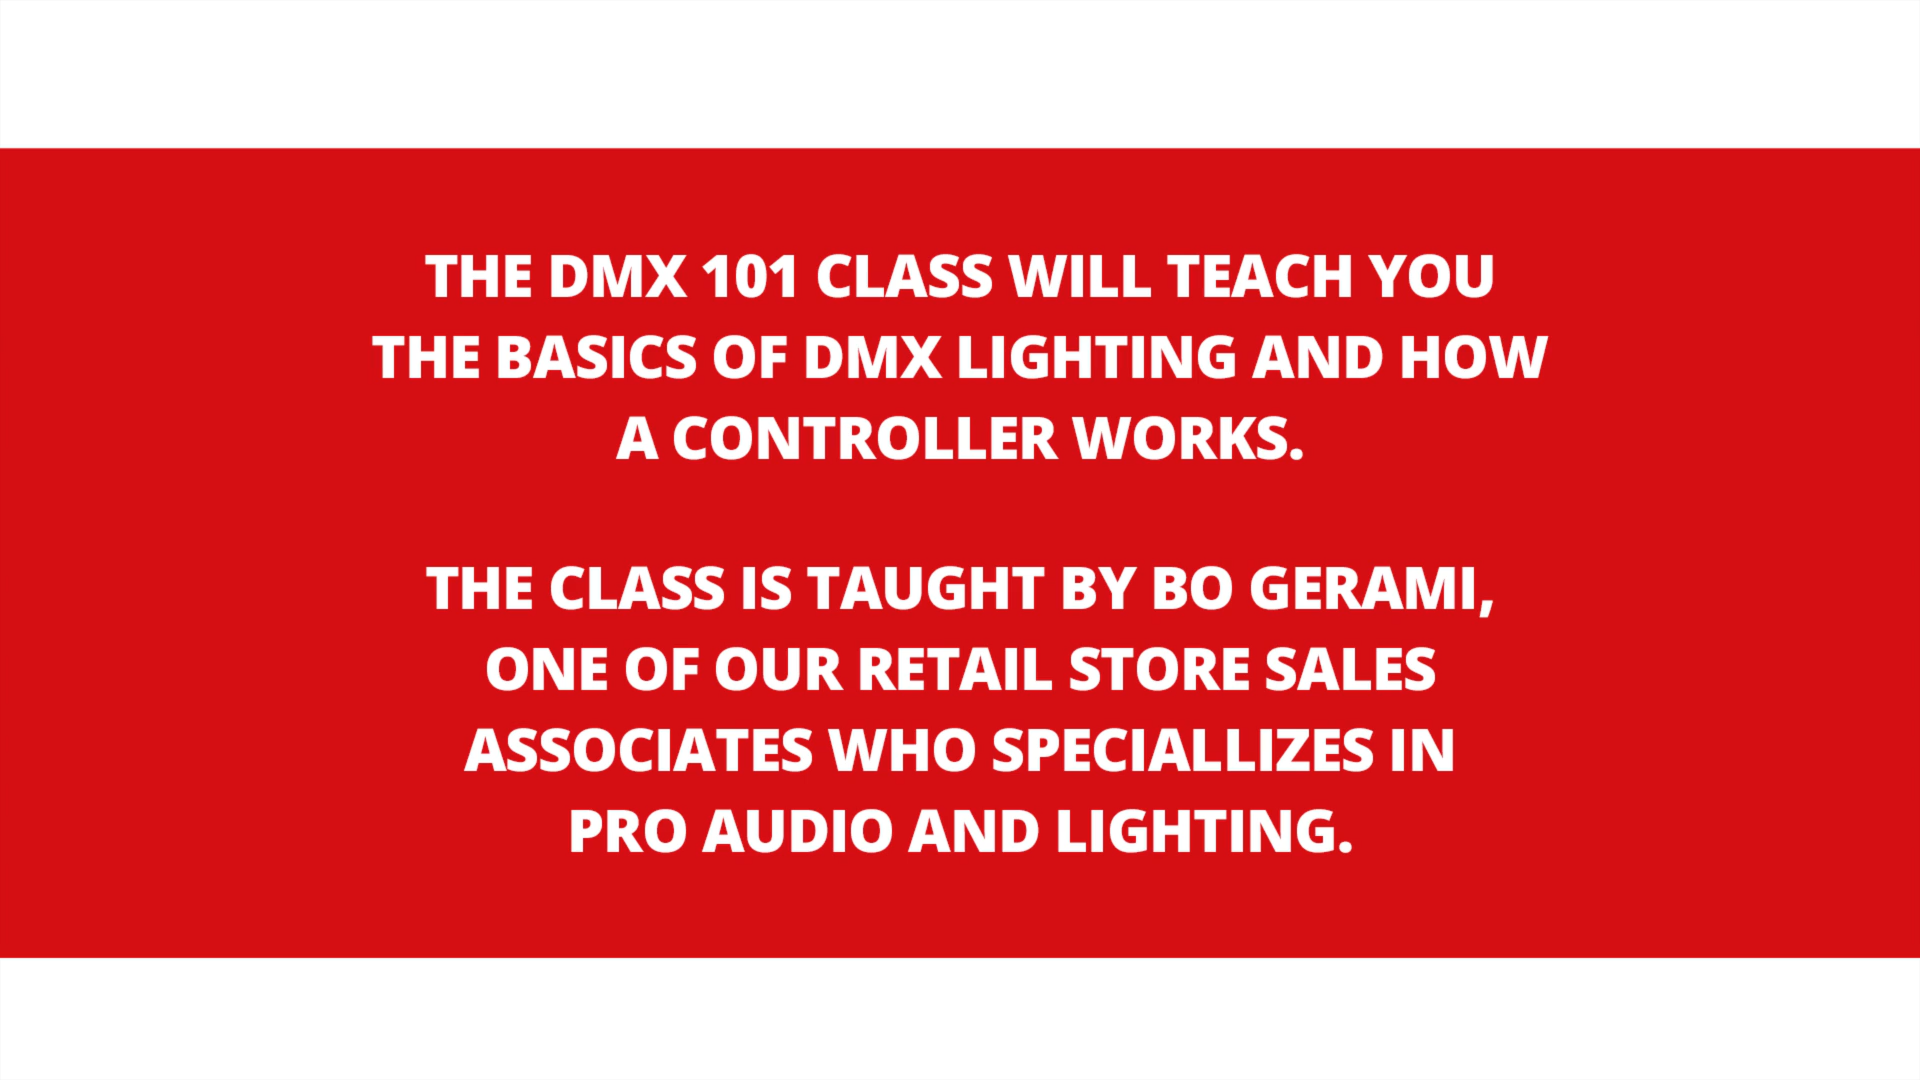 THE DMX 101 CLASS WILL TEACH YOU
THE BASICS OF DMX LIGHTING AND HOW
A CONTROLLER WORKS.
THE CLASS IS TAUGHT BY BO GERAMI,
ONE OF OUR RETAIL STORE SALES
ASSOCIATES WHO SPECIALLIZES IN
PRO AUDIO AND LIGHTING.